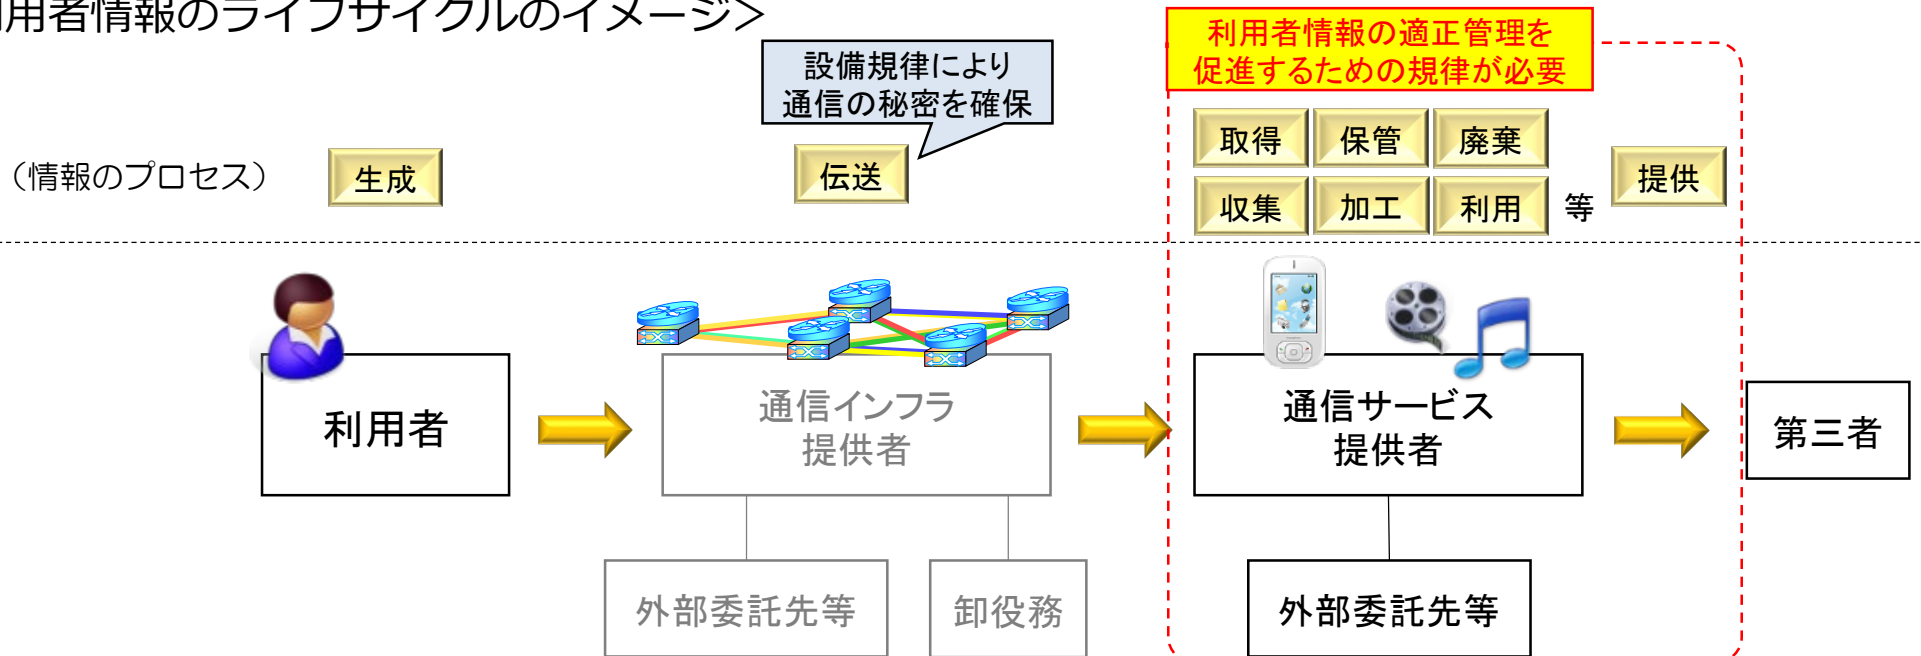 用者情報のライフサイクルのイメージ＞
利用者情報の適正管理を
促進するための規律が必要
設備規律により
通信の秘密を確保
（情報のプロセス）
生成
伝送
取得
保管
廃棄
収集
加工
利用
等
提供
利用者
通信インフラ
提供者
通信サービス
提供者
第三者
外部委託先等
卸役務
外部委託先等